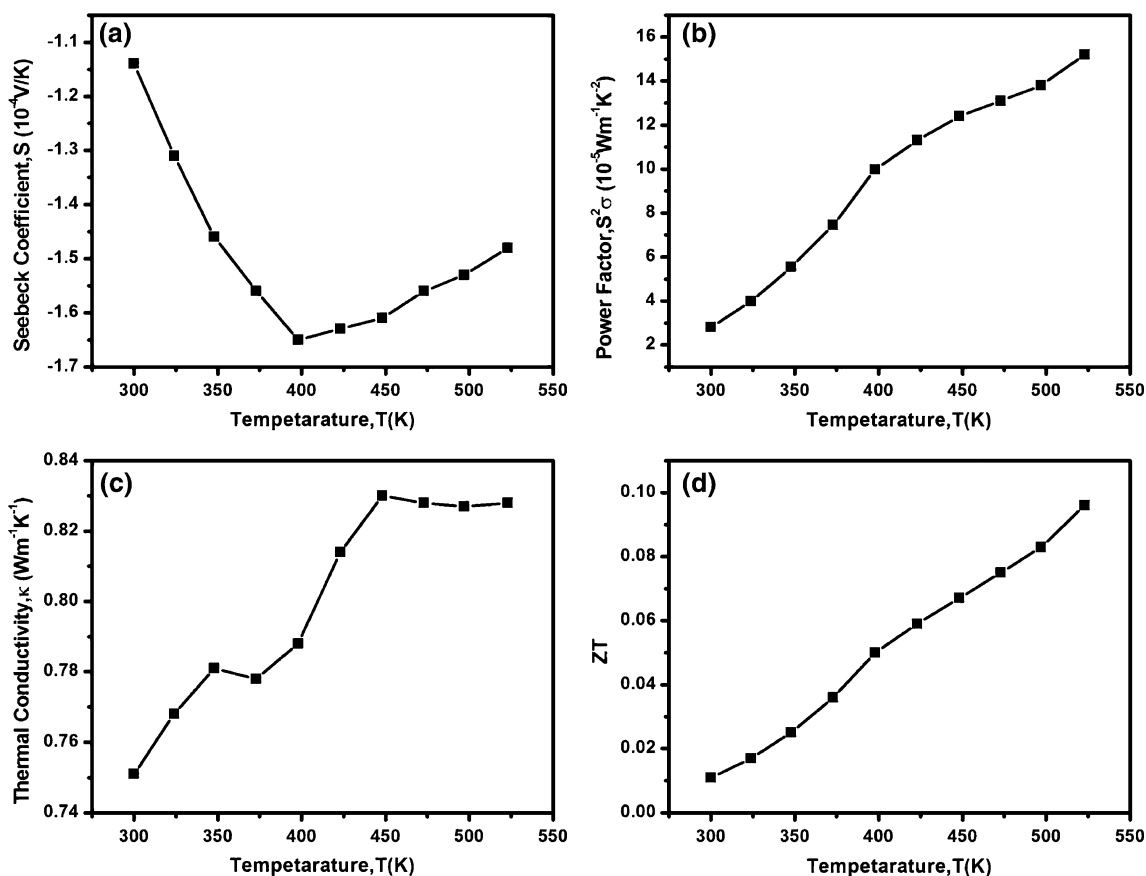 (a)
Seebeck Coefficient,S (10⁻⁴V/K)
-1.1
-1.2
-1.3
-1.4
-1.5
-1.6
-1.7
300 350 400 450 500 550
Tempetarature,T(K)
(b)
Power Factor,S²σ (10⁻⁵Wm⁻¹K⁻²)
16
14
12
10
8
6
4
2
300 350 400 450 500 550
Tempetarature,T(K)
(c)
Thermal Conductivity,κ (Wm⁻¹K⁻¹)
0.84
0.82
0.80
0.78
0.76
0.74
300 350 400 450 500 550
Tempetarature,T(K)
(d)
ZT
0.10
0.08
0.06
0.04
0.02
0.00
300 350 400 450 500 550
Tempetarature,T(K)